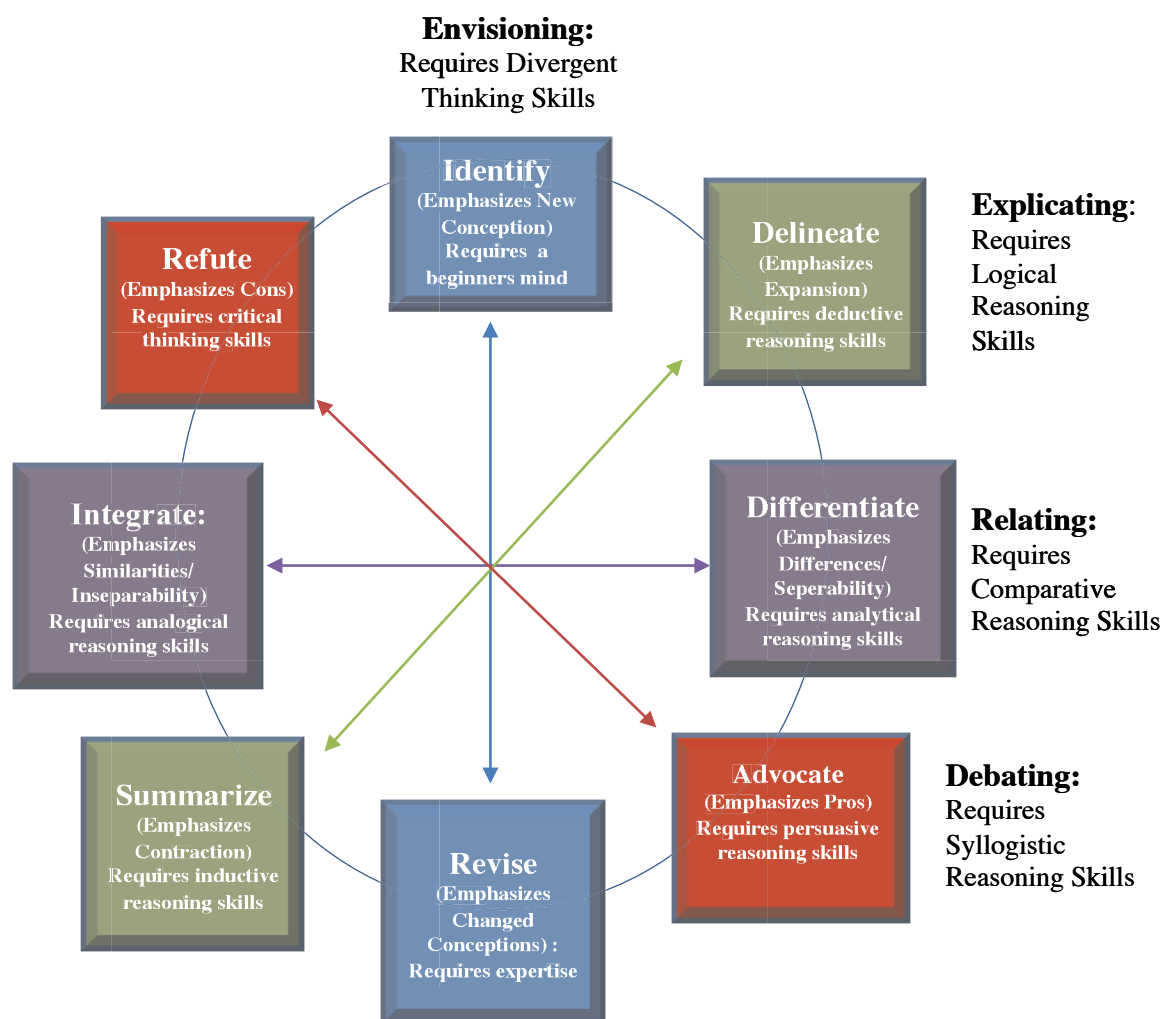 Envisioning:
Requires Divergent
Thinking Skills
Identify
(Emphasizes New
Conception)
Requires a
beginners mind
Delineate
(Emphasizes
Expansion)
Requires deductive
reasoning skills
Explicating:
Requires
Logical
Reasoning
Skills
Refute
(Emphasizes Cons)
Requires critical
thinking skills
Integrate:
(Emphasizes
Similarities/
Inseparability)
Requires analogical
reasoning skills
Differentiate
(Emphasizes
Differences/
Seperability)
Requires analytical
reasoning skills
Relating:
Requires
Comparative
Reasoning Skills
Summarize
(Emphasizes
Contraction)
Requires inductive
reasoning skills
Revise
(Emphasizes
Changed
Conceptions) :
Requires expertise
Advocate
(Emphasizes Pros)
Requires persuasive
reasoning skills
Debating:
Requires
Syllogistic
Reasoning Skills